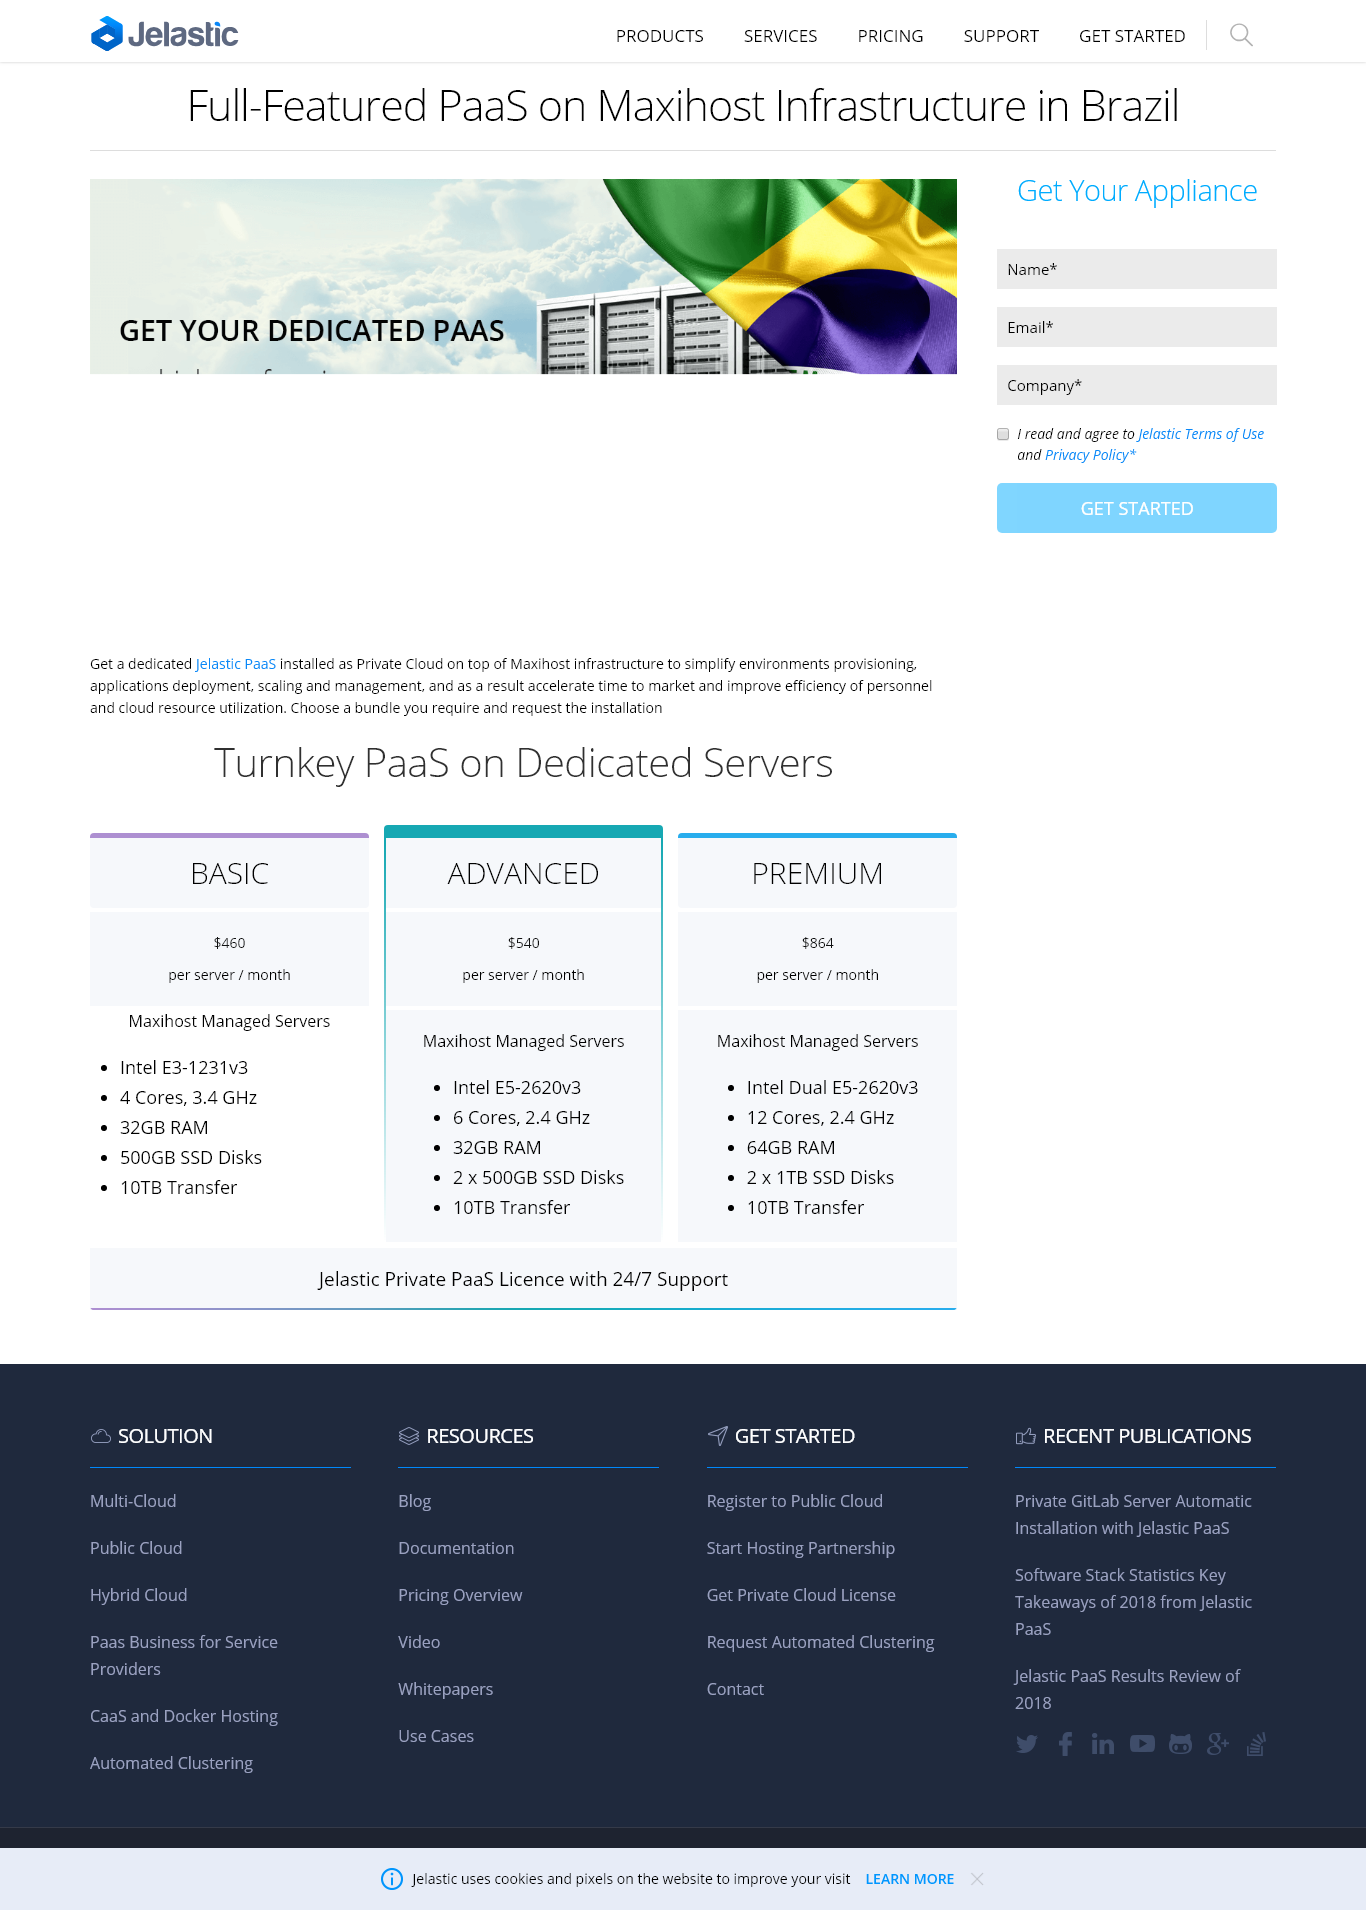 Jelastic
PRODUCTS
SERVICES
PRICING
SUPPORT
GET STARTED
Full-Featured PaaS on Maxihost Infrastructure in Brazil
GET YOUR DEDICATED PAAS
Get Your Appliance
Name*
Email*
Company*
I read and agree to Jelastic Terms of Use
and Privacy Policy*
GET STARTED
Get a dedicated Jelastic PaaS installed as Private Cloud on top of Maxihost infrastructure to simplify environments provisioning,
applications deployment, scaling and management, and as a result accelerate time to market and improve efficiency of personnel
and cloud resource utilization. Choose a bundle you require and request the installation
Turnkey PaaS on Dedicated Servers
BASIC
$460
per server / month
Maxihost Managed Servers
Intel E3-1231v3
4 Cores, 3.4 GHz
32GB RAM
500GB SSD Disks
10TB Transfer
ADVANCED
$540
per server / month
Maxihost Managed Servers
Intel E5-2620v3
6 Cores, 2.4 GHz
32GB RAM
2 x 500GB SSD Disks
10TB Transfer
PREMIUM
$864
per server / month
Maxihost Managed Servers
Intel Dual E5-2620v3
12 Cores, 2.4 GHz
64GB RAM
2 x 1TB SSD Disks
10TB Transfer
Jelastic Private PaaS Licence with 24/7 Support
SOLUTION
Multi-Cloud
Public Cloud
Hybrid Cloud
Paas Business for Service
Providers
CaaS and Docker Hosting
Automated Clustering
RESOURCES
Blog
Documentation
Pricing Overview
Video
Whitepapers
Use Cases
GET STARTED
Register to Public Cloud
Start Hosting Partnership
Get Private Cloud License
Request Automated Clustering
Contact
RECENT PUBLICATIONS
Private GitLab Server Automatic
Installation with Jelastic PaaS
Software Stack Statistics Key
Takeaways of 2018 from Jelastic
PaaS
Jelastic PaaS Results Review of
2018
Jelastic uses cookies and pixels on the website to improve your visit LEARN MORE